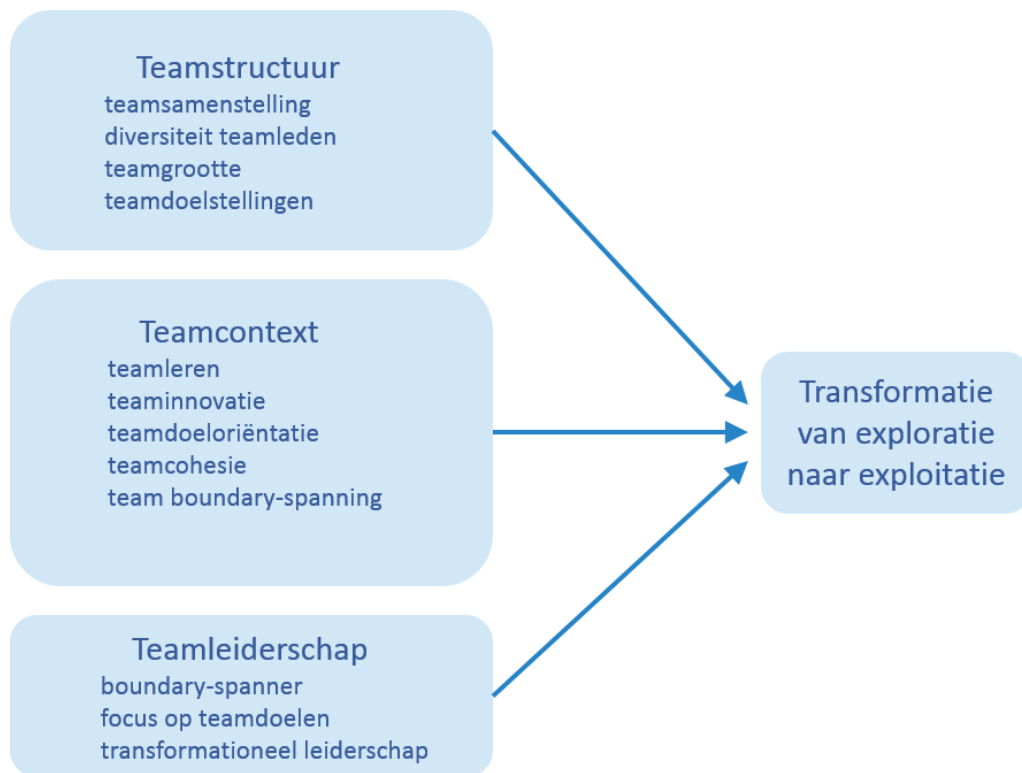 Teamstructuur
teamsamenstelling
diversiteit teamleden
teamgrootte
teamdoelstellingen
Teamcontext
teamleren
teaminnovatie
teamdoeloriëntatie
teamcohesie
team boundary-spanning
Teamleiderschap
boundary-spanner
focus op teamdoelen
transformationeel leiderschap
Transformatie
van exploratie
naar exploitatie